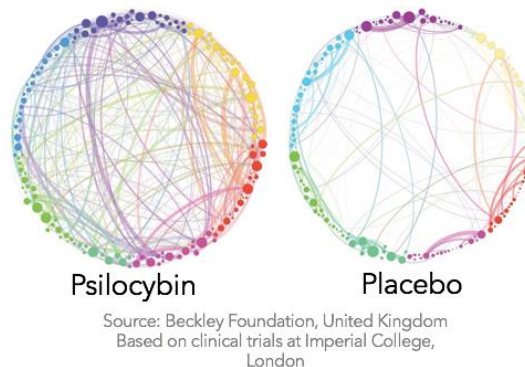 Psilocybin
Placebo
Source: Beckley Foundation, United Kingdom
Based on clinical trials at Imperial College,
London